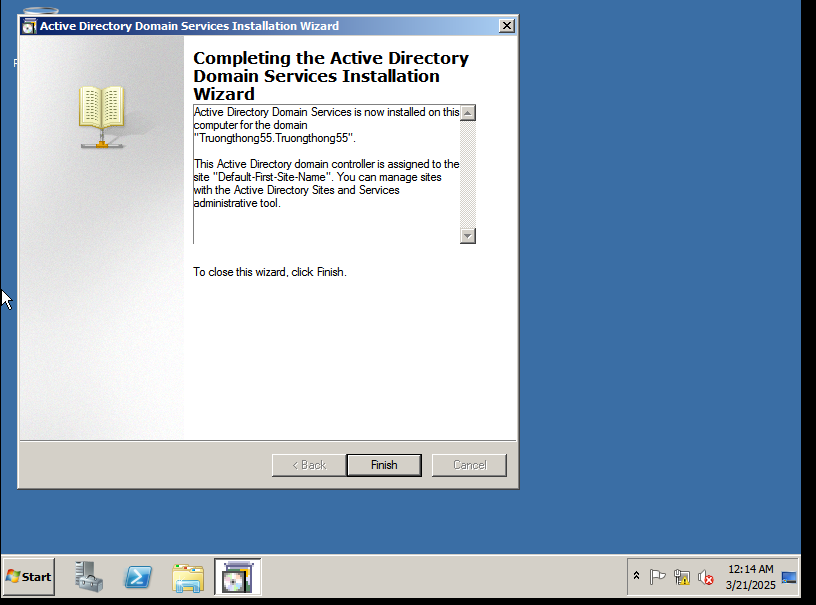 Active Directory Domain Services Installation Wizard
Completing the Active Directory
Domain Services Installation
Wizard
Active Directory Domain Services is now installed on this
computer for the domain
"Truongthong55.Truongthong55".
This Active Directory domain controller is assigned to the
site "Default-First-Site-Name". You can manage sites
with the Active Directory Sites and Services
administrative tool.
To close this wizard, click Finish.
< Back
Finish
Cancel
Start
12:14 AM
3/21/2025